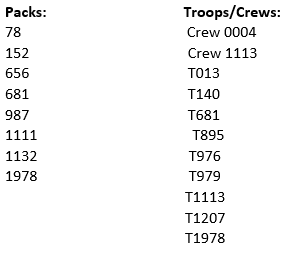 Packs: Troops/Crews:
78 Crew 0004
152 Crew 1113
656 T013
681 T140
987 T681
1111 T895
1132 T976
1978 T979
T1113
T1207
T1978